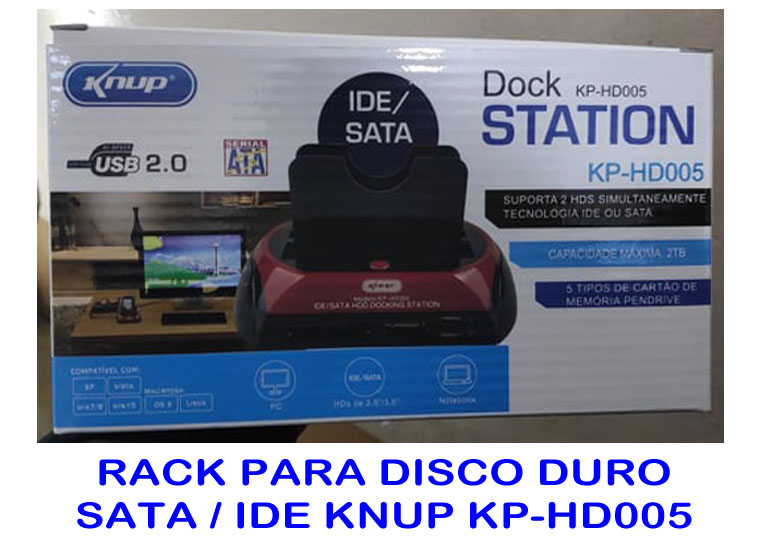 Knup
Dock KP-HD005
STATION
KP-HD005
IDE/
SATA
HI-SPEED
USB 2.0
SERIAL
ATA
SUPORTA 2 HDS SIMULTANEAMENTE
TECNOLOGIA IDE OU SATA
CAPACIDADE MÁXIMA: 2TB
5 TIPOS DE CARTÃO DE
MEMÓRIA PENDRIVE
Knup
IDE/SATA HDD DOCKING STATION
COMPATÍVEL COM:
XP Vista Macintosh:
Win7/8 Win10 OS X Linux
PC
IDE/SATA
HDs de 2.5"/3.5"
Notebook
RACK PARA DISCO DURO
SATA / IDE KNUP KP-HD005